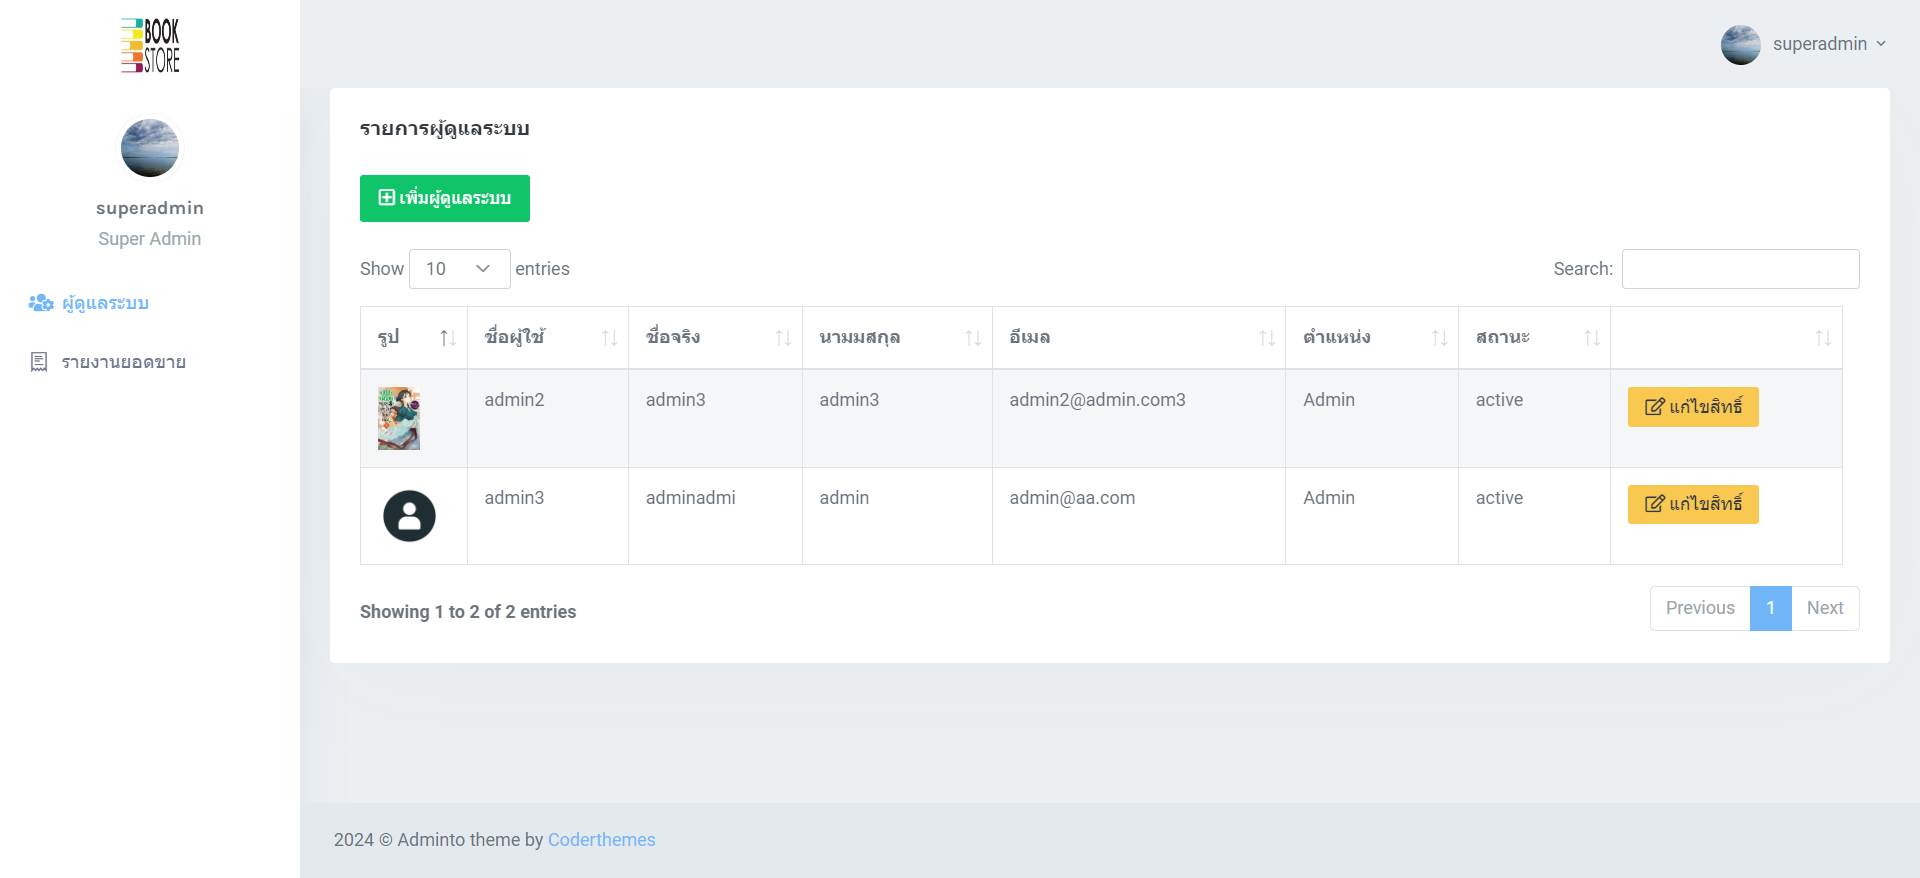 BOOK
STORE
superadmin
superadmin
Super Admin
ผู้ดูแลระบบ
รายงานยอดขาย
รายการผู้ดูแลระบบ
เพิ่มผู้ดูแลระบบ
Show 10 entries
Search:
รูป ชื่อผู้ใช้ ชื่อจริง นามมสกุล อีเมล ตำแหน่ง สถานะ
admin2 admin3 admin3 admin2@admin.com3 Admin active แก้ไขสิทธิ์
admin3 adminadmi admin admin@aa.com Admin active แก้ไขสิทธิ์
Showing 1 to 2 of 2 entries
Previous 1 Next
2024 © Adminto theme by Coderthemes